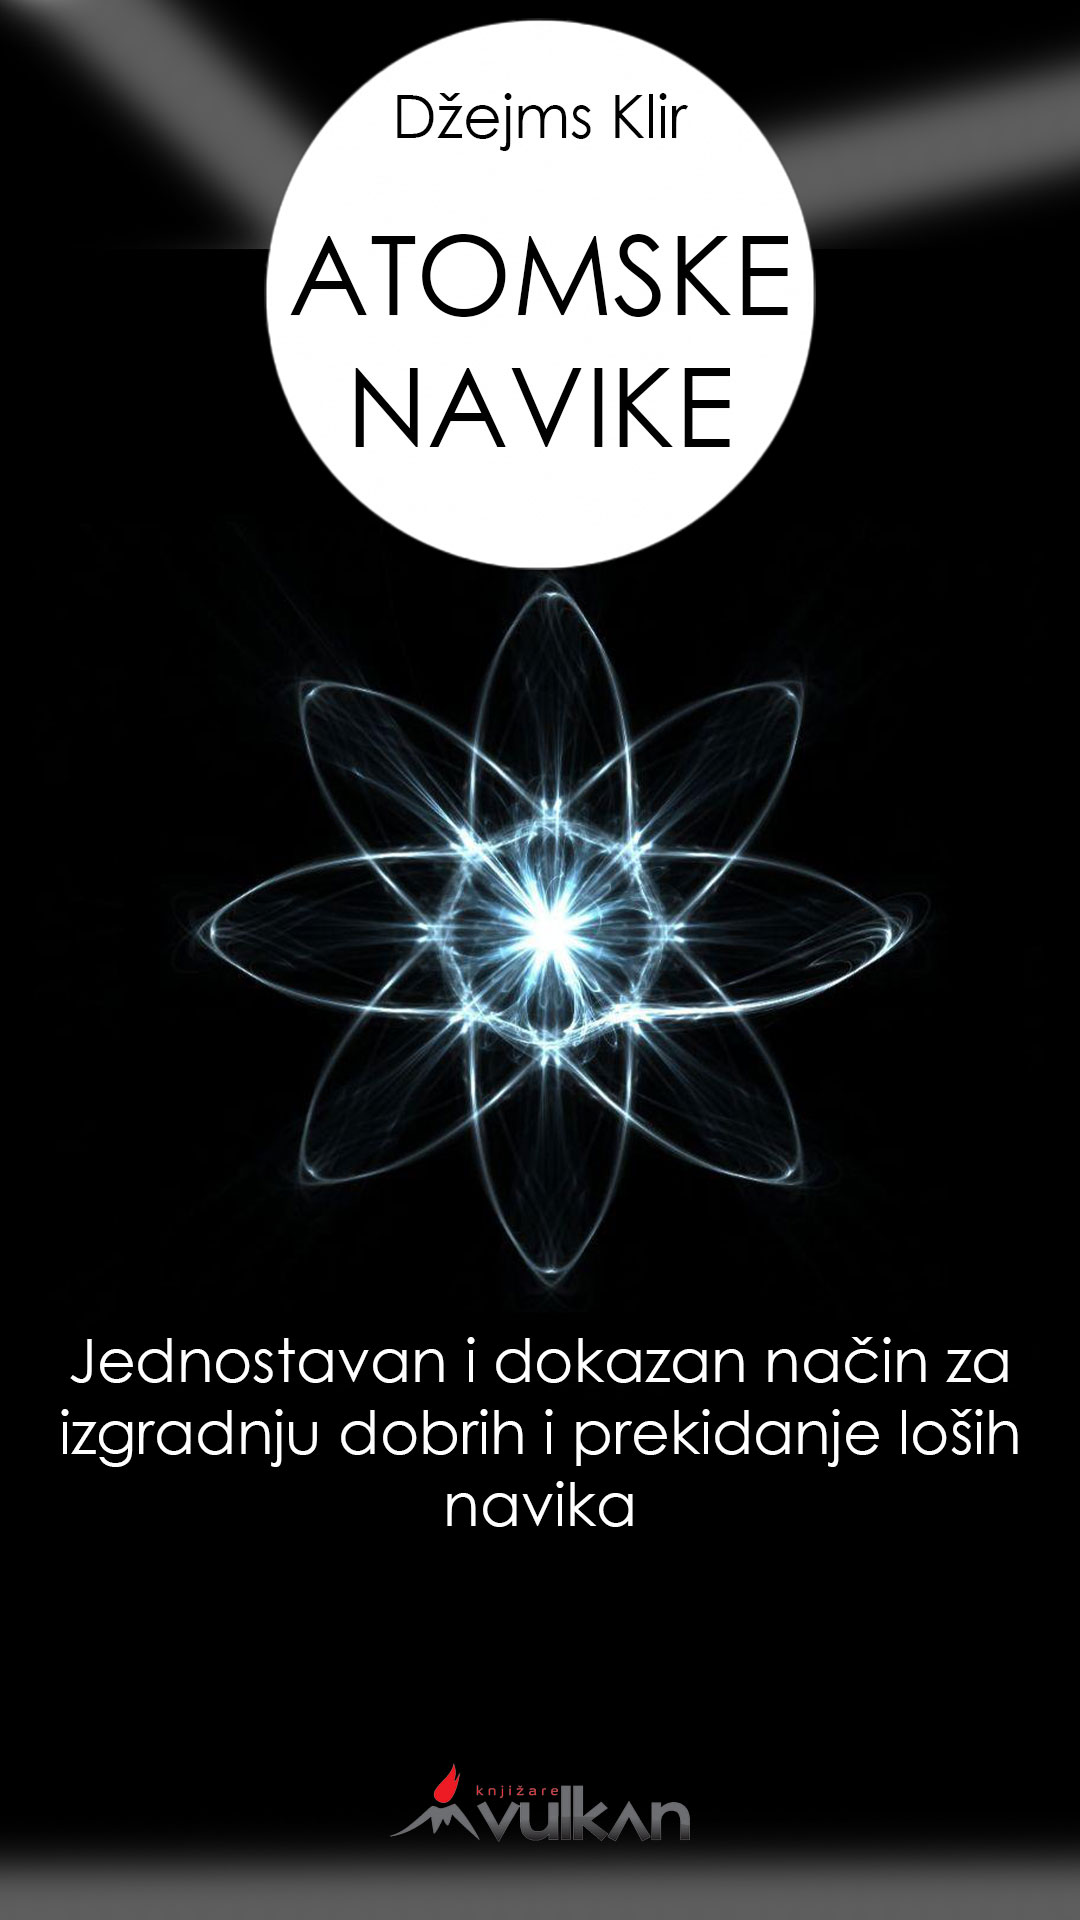 Džejms Klir
ATOMSKE
NAVIKE
Jednostavan i dokazan način za
izgradnju dobrih i prekidanje loših
navika
knjižare
vulkan